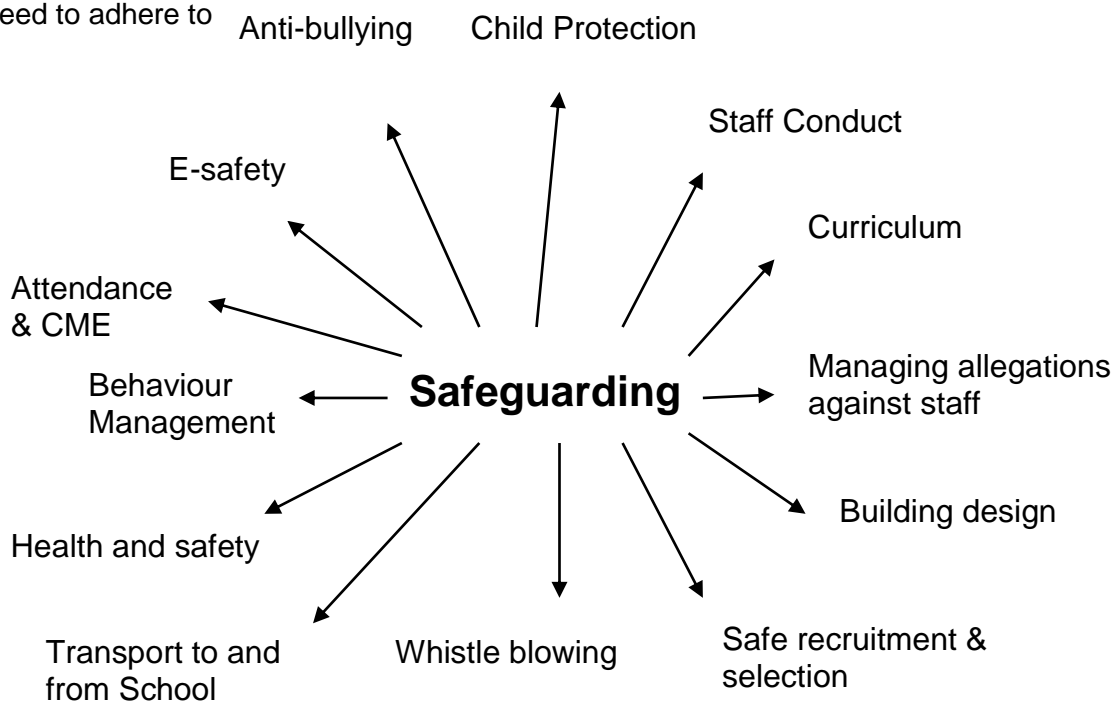 eed to adhere to
Anti-bullying
Child Protection
Staff Conduct
E-safety
Curriculum
Attendance
& CME
Managing allegations
against staff
Behaviour
Management
Safeguarding
Building design
Health and safety
Safe recruitment &
selection
Whistle blowing
Transport to and
from School